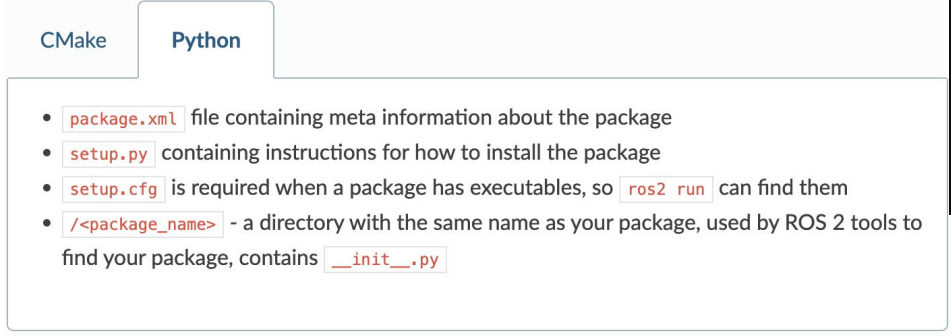 CMake Python
package.xml file containing meta information about the package
setup.py containing instructions for how to install the package
setup.cfg is required when a package has executables, so ros2 run can find them
/<package_name> - a directory with the same name as your package, used by ROS 2 tools to
find your package, contains __init__.py